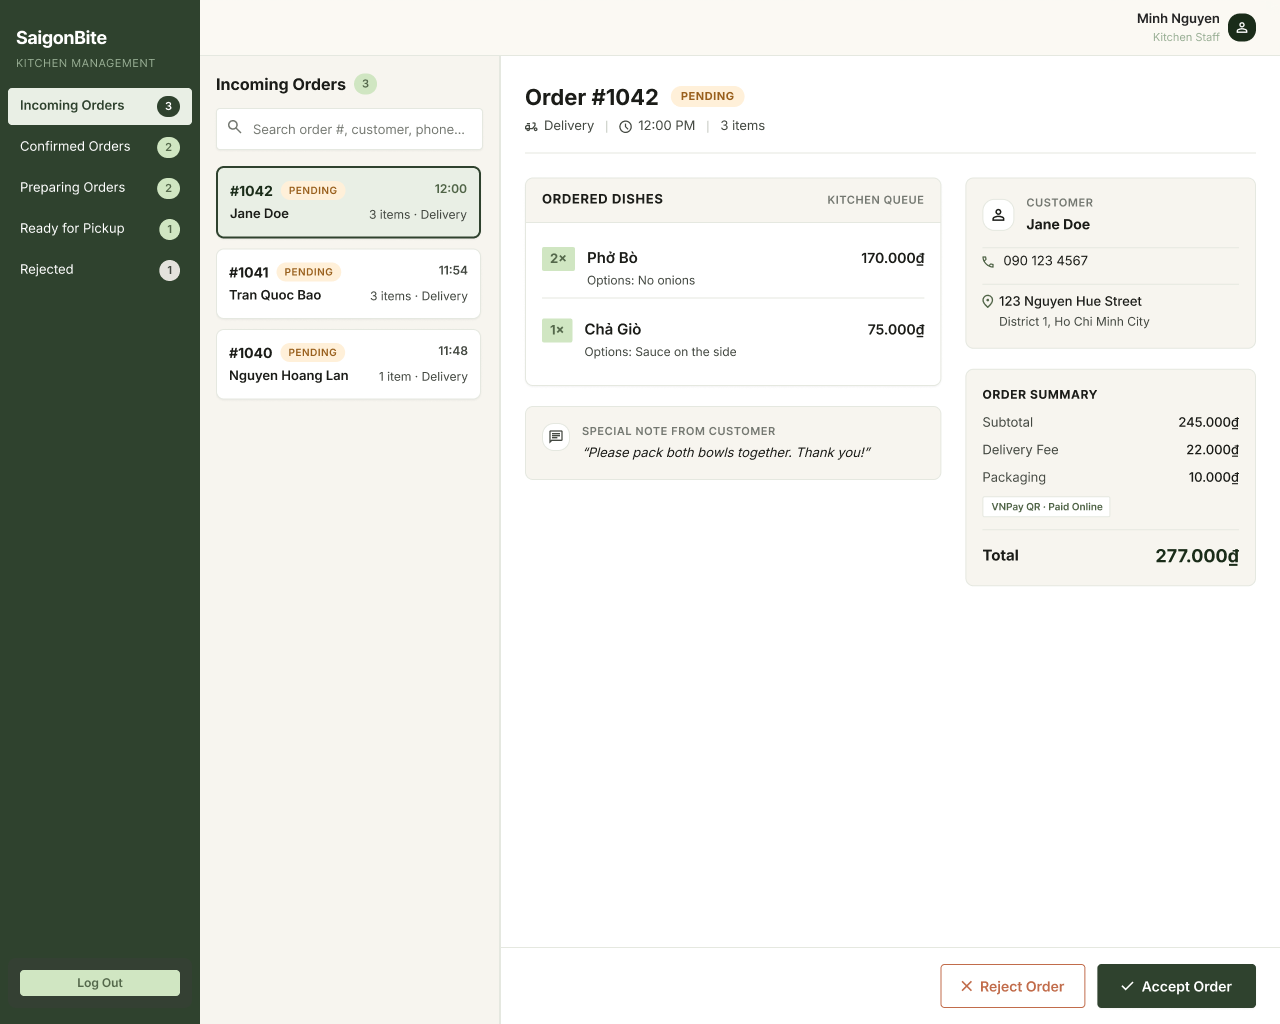 SaigonBite
KITCHEN MANAGEMENT
Incoming Orders 3
Confirmed Orders 2
Preparing Orders 2
Ready for Pickup 1
Rejected 1
Log Out
Minh Nguyen
Kitchen Staff
Incoming Orders 3
Search order #, customer, phone...
#1042 PENDING 12:00
Jane Doe 3 items · Delivery
#1041 PENDING 11:54
Tran Quoc Bao 3 items · Delivery
#1040 PENDING 11:48
Nguyen Hoang Lan 1 item · Delivery
Order #1042 PENDING
Delivery | 12:00 PM | 3 items
ORDERED DISHES KITCHEN QUEUE
2× Phở Bò 170.000₫
Options: No onions
1× Chả Giò 75.000₫
Options: Sauce on the side
SPECIAL NOTE FROM CUSTOMER
“Please pack both bowls together. Thank you!”
CUSTOMER
Jane Doe
090 123 4567
123 Nguyen Hue Street
District 1, Ho Chi Minh City
ORDER SUMMARY
Subtotal 245.000₫
Delivery Fee 22.000₫
Packaging 10.000₫
VNPay QR · Paid Online
Total 277.000₫
Reject Order
Accept Order